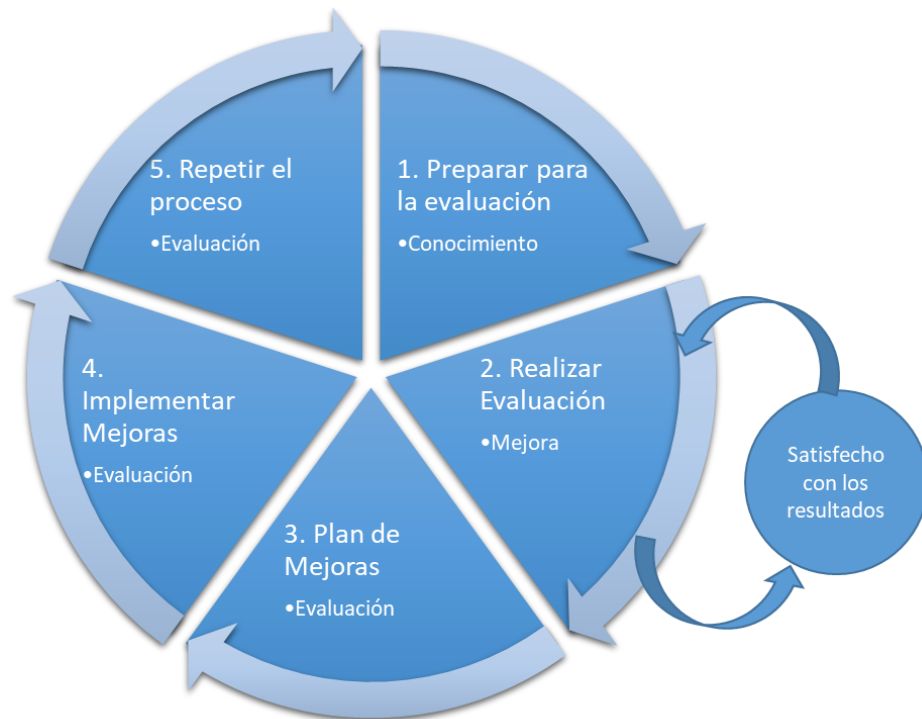 1. Preparar para
la evaluación
•Conocimiento
2. Realizar
Evaluación
•Mejora
3. Plan de
Mejoras
•Evaluación
4.
Implementar
Mejoras
•Evaluación
5. Repetir el
proceso
•Evaluación
Satisfecho
con los
resultados